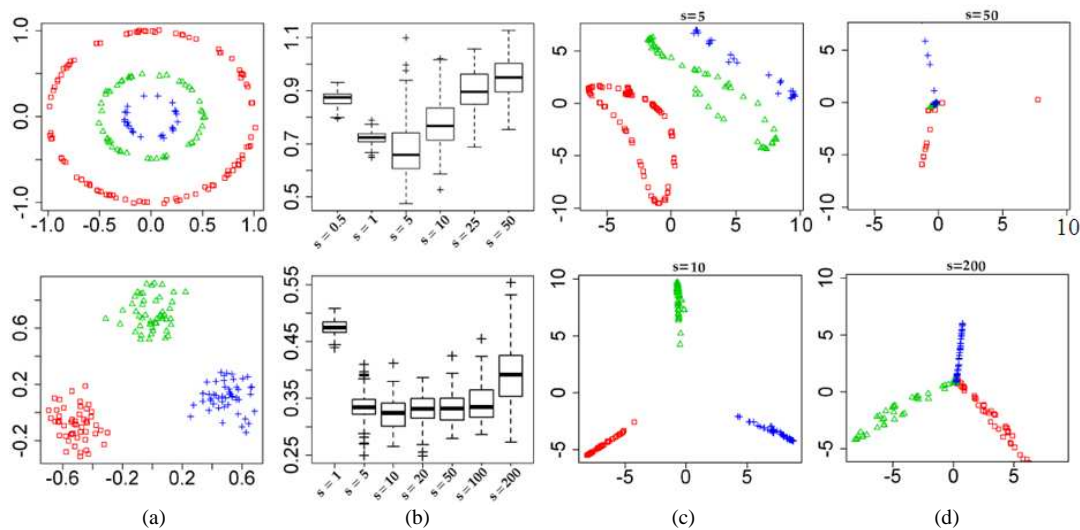 1.0
0.0
-1.0
-1.0 -0.5 0.0 0.5 1.0
1.1
0.9
0.7
0.5
s = 0.5
s = 1
s = 5
s = 10
s = 25
s = 50
s=5
5
0
-5
-10
-5 0 5 10
s=50
5
0
-5
-10
-5 0 5 10
0.6
0.2
-0.2
-0.6 -0.2 0.2 0.6
0.55
0.45
0.35
0.25
s = 1
s = 5
s = 10
s = 20
s = 50
s = 100
s = 200
s=10
10
5
0
-5
-5 0 5 10
s=200
10
5
0
-5
-5 0 5 10
(a) (b) (c) (d)